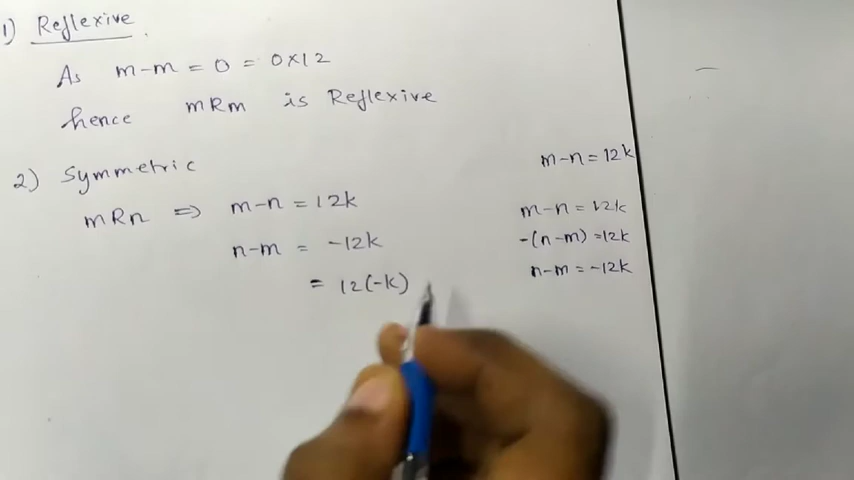 1) Reflexive.
As m-m = 0 = 0×12
hence mRm is Reflexive
2) Symmetric
mRn ⇒ m-n = 12k
n-m = -12k
= 12(-k)
m-n = 12k
m-n = 12k
-(n-m) = 12k
n-m = -12k